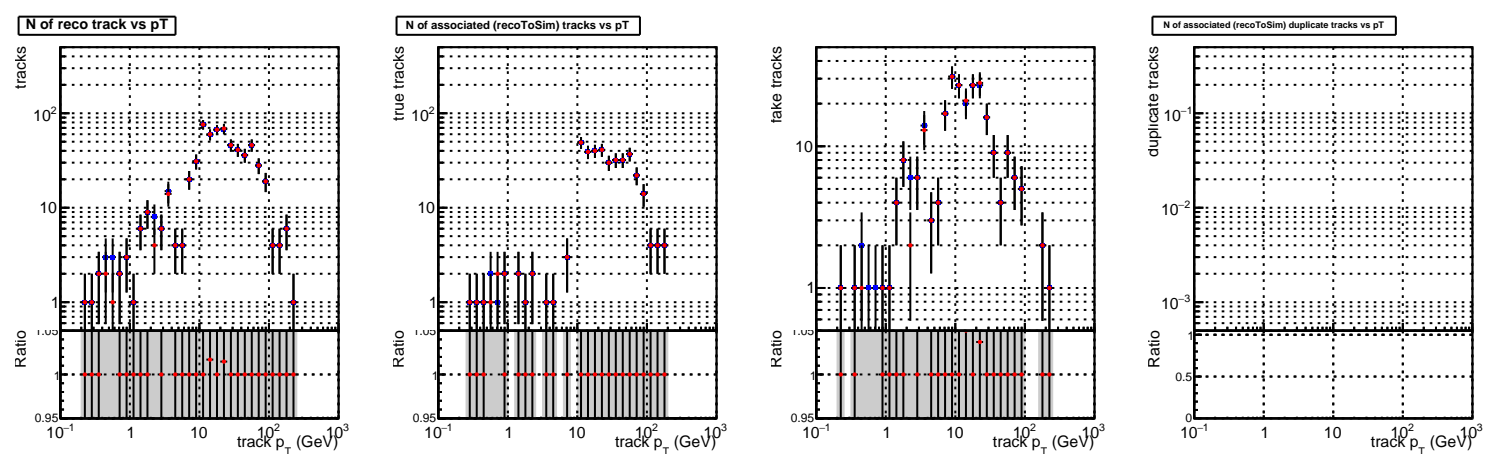 N of reco track vs pT
tracks
10²
10
1
Ratio
1.05
1
0.95
10⁻¹ 1 10 10² 10³
track p_T (GeV)
N of associated (recoToSim) tracks vs pT
true tracks
10²
10
1
Ratio
1.05
1
0.95
10⁻¹ 1 10 10² 10³
track p_T (GeV)
fake tracks
10
1
Ratio
1.05
1
0.95
10⁻¹ 1 10 10² 10³
track p_T (GeV)
N of associated (recoToSim) duplicate tracks vs pT
duplicate tracks
10⁻¹
10⁻²
10⁻³
Ratio
1
0.5
0
10⁻¹ 1 10 10² 10³
track p_T (GeV)